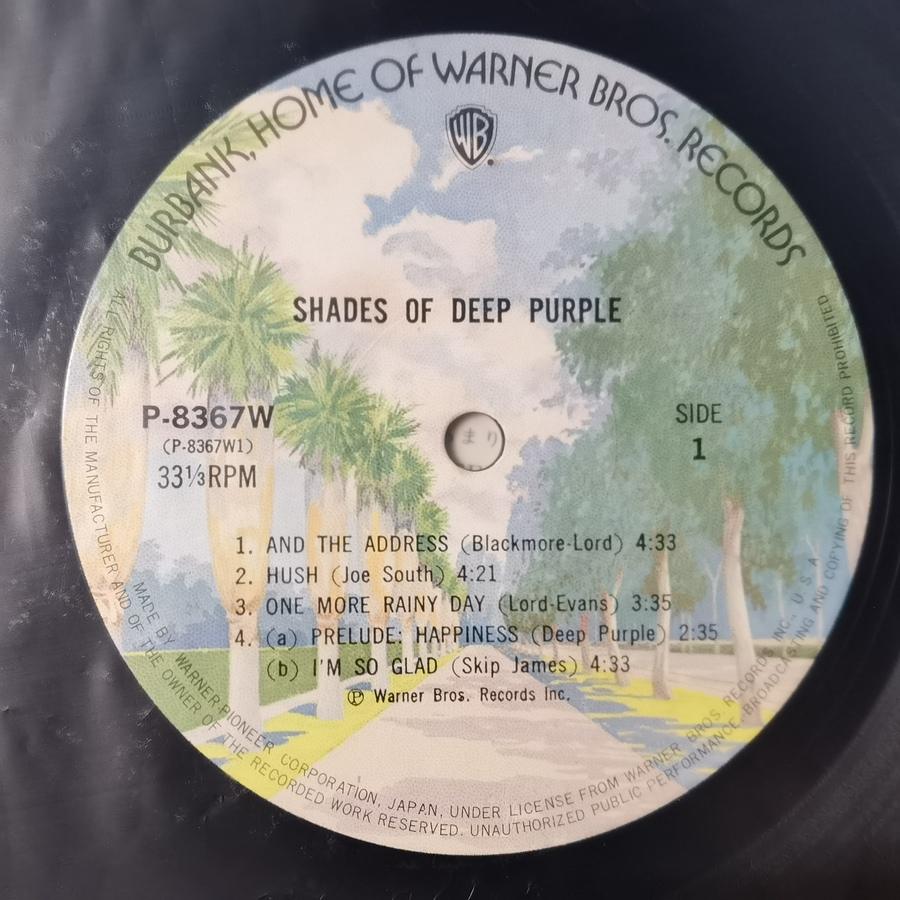 BURBANK, HOME OF WARNER BROS. RECORDS
WB
SHADES OF DEEP PURPLE
P-8367W
(P-8367W1)
33⅓RPM
SIDE
1
まり
1. AND THE ADDRESS (Blackmore-Lord) 4:33
2. HUSH (Joe South) 4:21
3. ONE MORE RAINY DAY (Lord-Evans) 3:35
4. (a) PRELUDE: HAPPINESS (Deep Purple) 2:35
(b) I'M SO GLAD (Skip James) 4:33
Ⓟ Warner Bros. Records Inc.
MADE BY WARNER-PIONEER CORPORATION, JAPAN, UNDER LICENSE FROM WARNER BROS RECORDS INC., U S A
ALL RIGHTS OF THE MANUFACTURER AND OF THE OWNER OF THE RECORDED WORK RESERVED. UNAUTHORIZED PUBLIC PERFORMANCE BROADCASTING AND COPYING OF THIS RECORD PROHIBITED